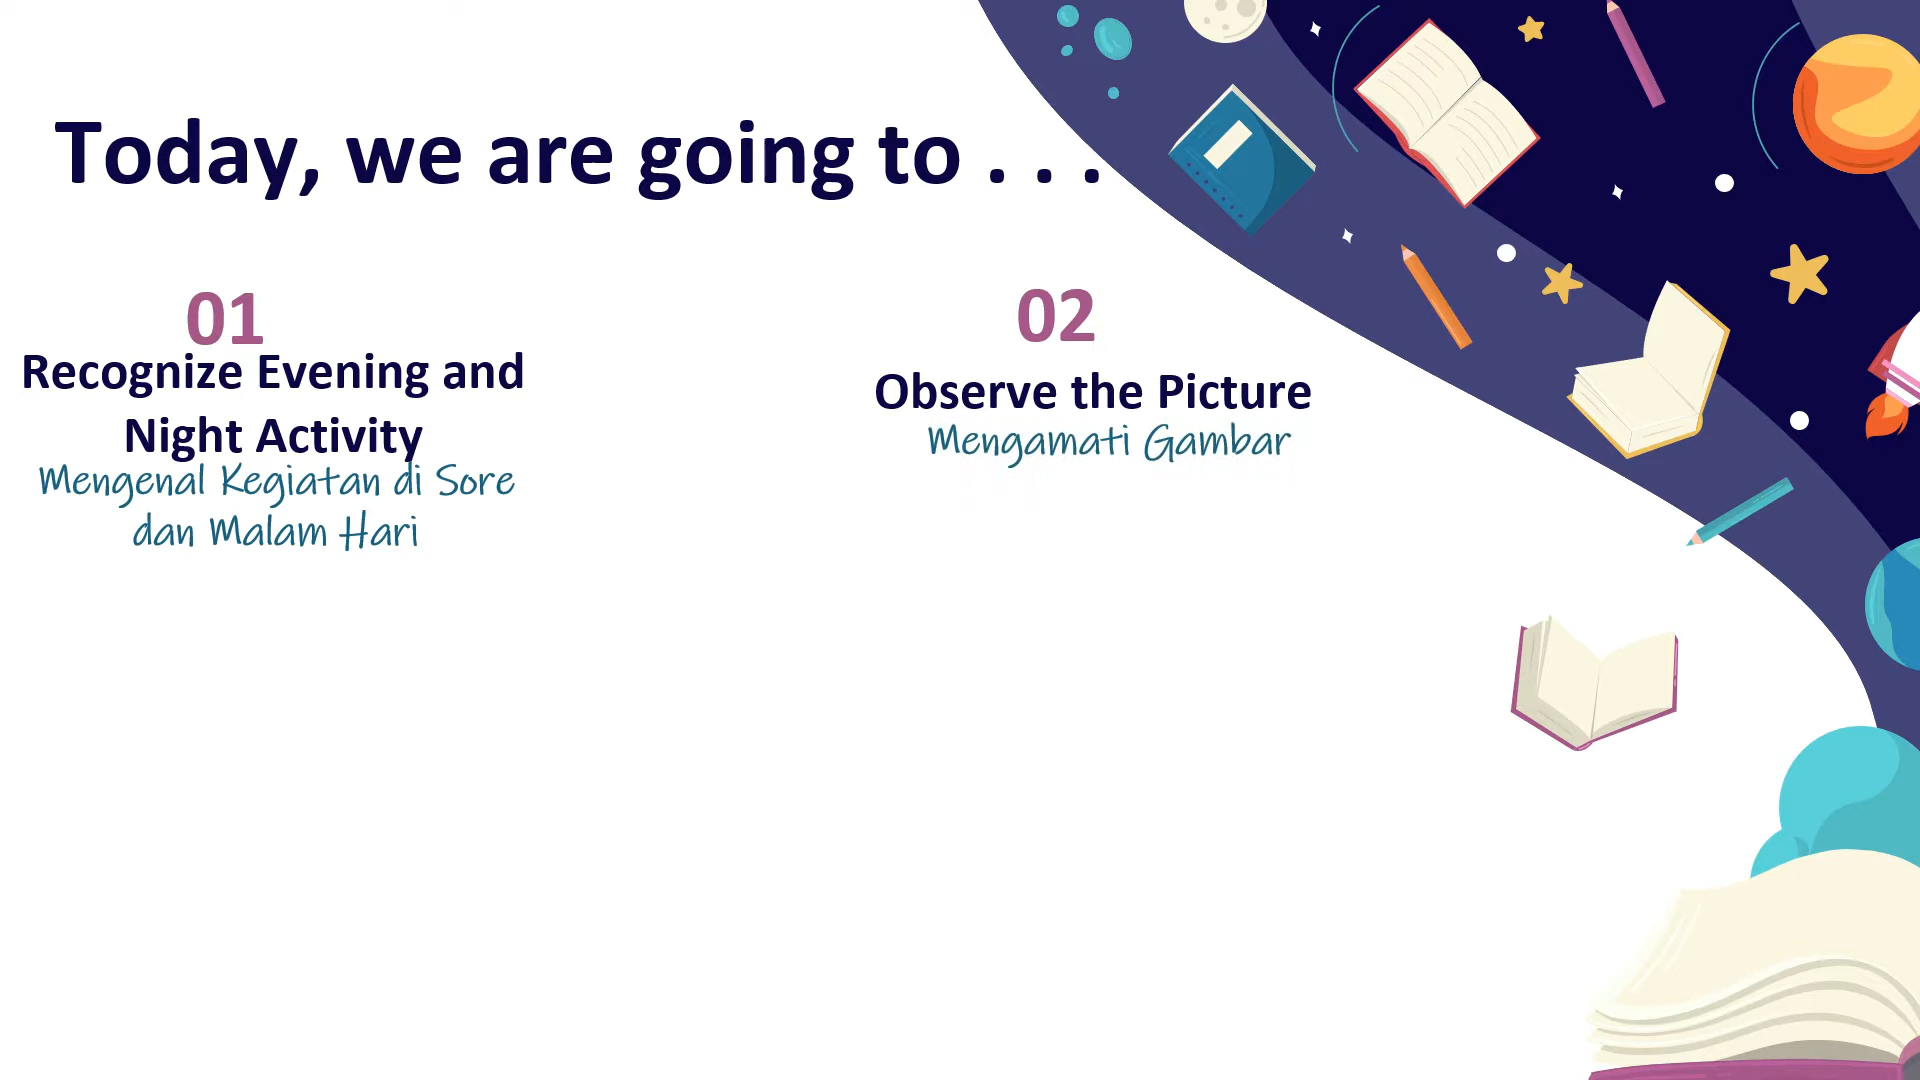 Today, we are going to . . .
01
Recognize Evening and
Night Activity
Mengenal Kegiatan di Sore
dan Malam Hari
02
Observe the Picture
Mengamati Gambar